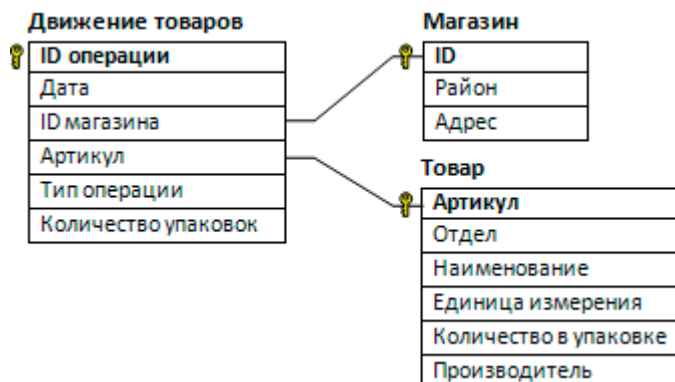 Движение товаров
ID операции
Дата
ID магазина
Артикул
Тип операции
Количество упаковок
Магазин
ID
Район
Адрес
Товар
Артикул
Отдел
Наименование
Единица измерения
Количество в упаковке
Производитель